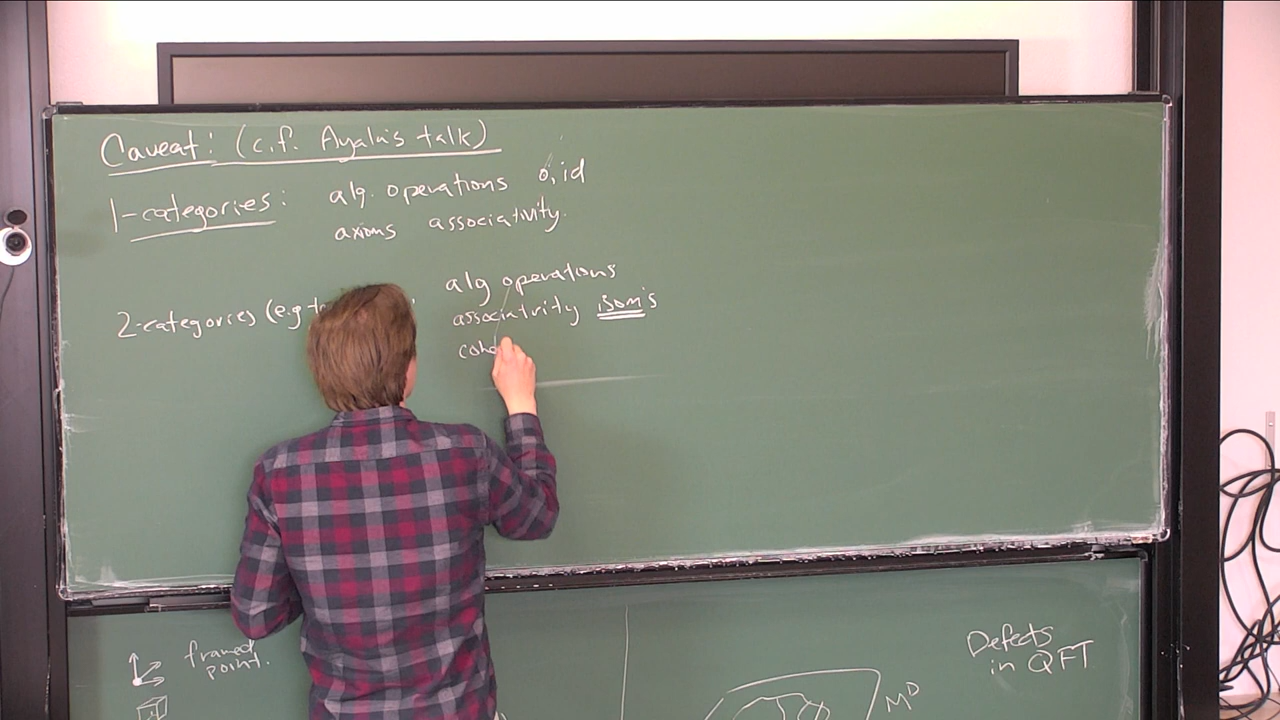 Caveat: (c.f. Ayala's talk)
1-categories: alg. operations o, id
axioms associativity.
2-categories (e.g
alg operations
associativity isom's
framed
point.
Defects
in QFT